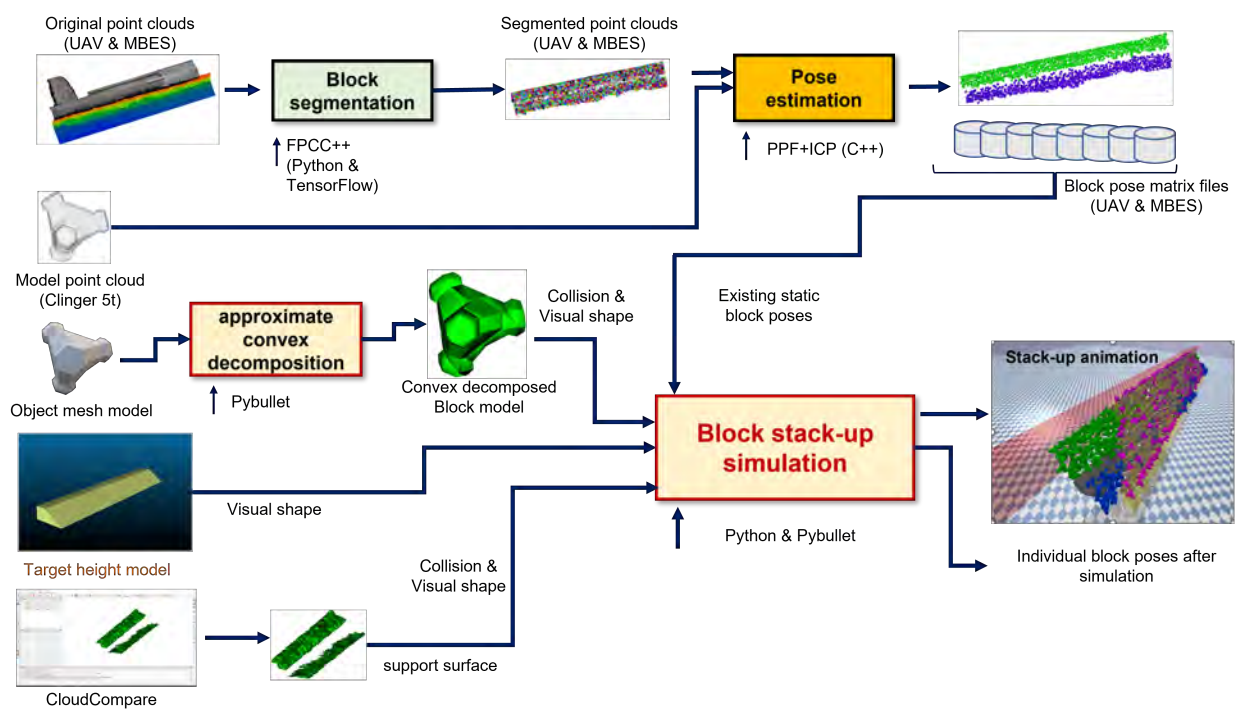 Original point clouds
(UAV & MBES)
Segmented point clouds
(UAV & MBES)
Block
segmentation
Pose
estimation
FPCC++
(Python &
TensorFlow)
PPF+ICP (C++)
Block pose matrix files
(UAV & MBES)
Model point cloud
(Clinger 5t)
approximate
convex
decomposition
Collision &
Visual shape
Existing static
block poses
Object mesh model
Pybullet
Convex decomposed
Block model
Stack-up animation
Block stack-up
simulation
Visual shape
Target height model
Python & Pybullet
Collision &
Visual shape
Individual block poses after
simulation
support surface
CloudCompare